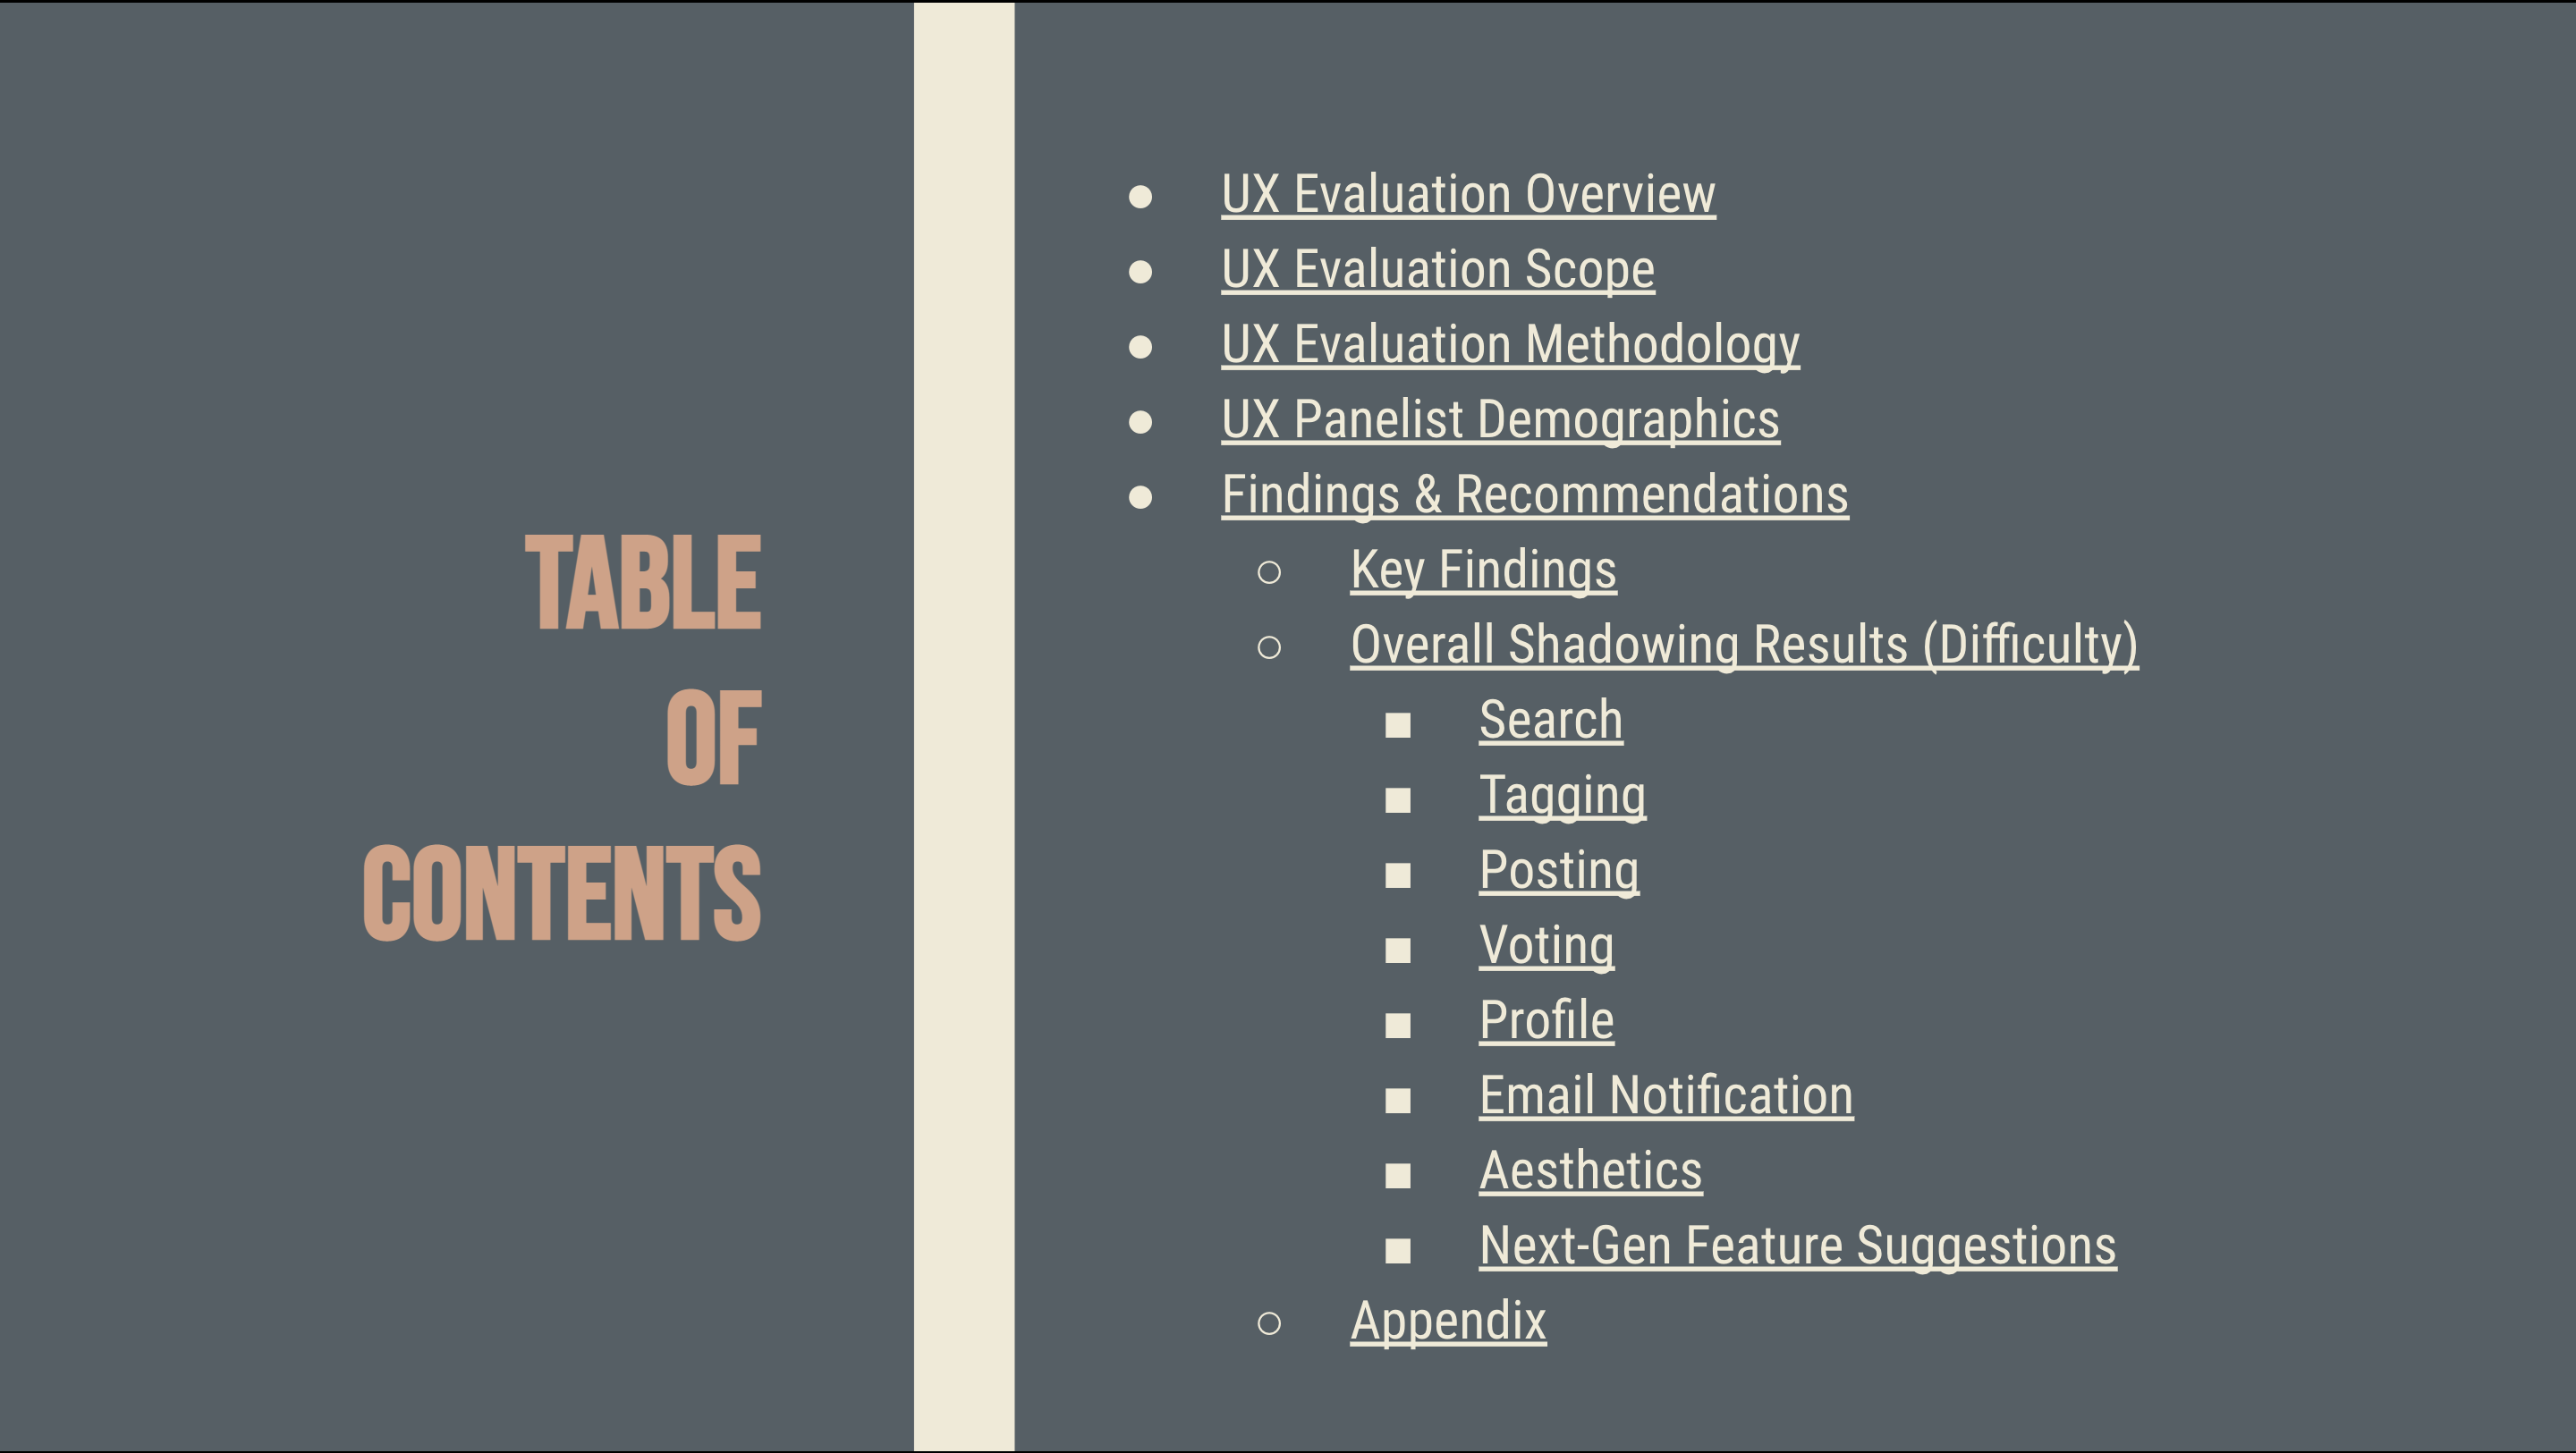 TABLE
OF
CONTENTS
● UX Evaluation Overview
● UX Evaluation Scope
● UX Evaluation Methodology
● UX Panelist Demographics
● Findings & Recommendations
○ Key Findings
○ Overall Shadowing Results (Difficulty)
■ Search
■ Tagging
■ Posting
■ Voting
■ Profile
■ Email Notification
■ Aesthetics
■ Next-Gen Feature Suggestions
○ Appendix